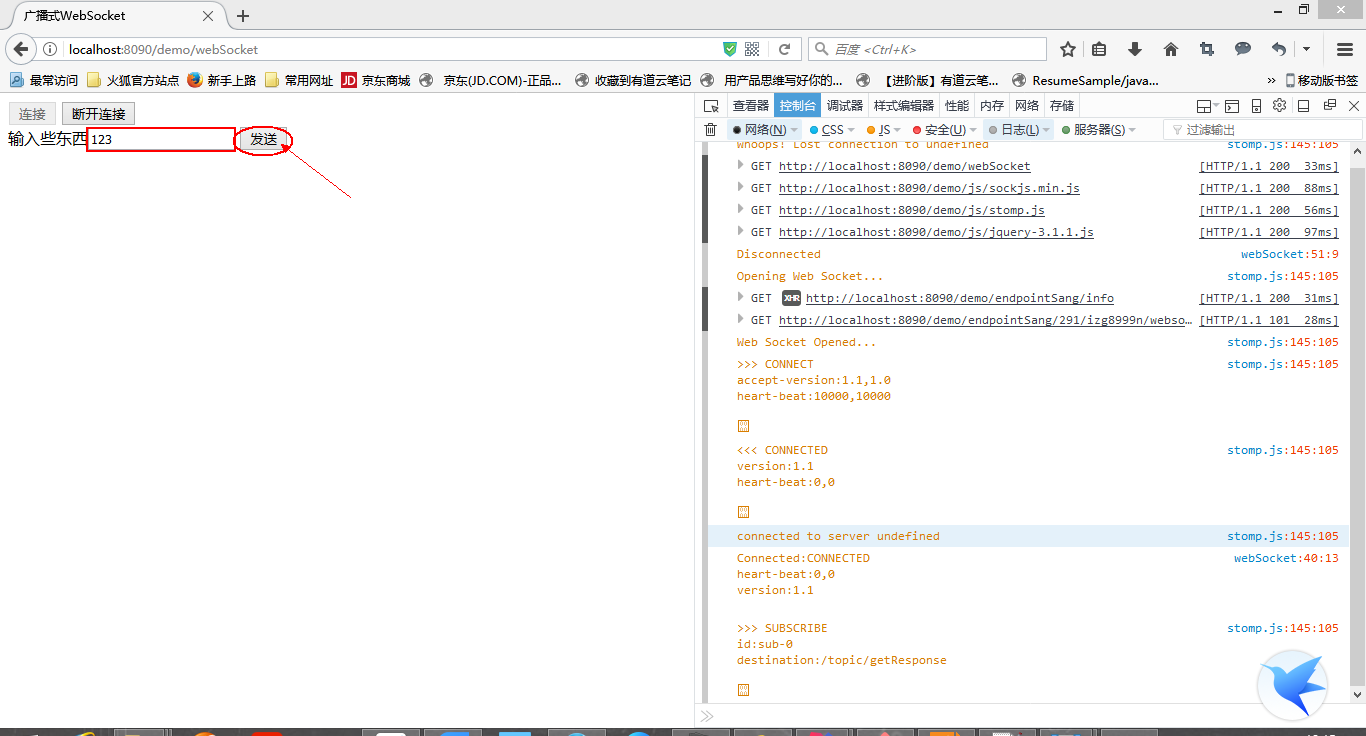 广播式WebSocket
localhost:8090/demo/webSocket
百度 <Ctrl+K>
最常访问 火狐官方站点 新手上路 常用网址 JD 京东商城 京东(JD.COM)-正品... 收藏到有道云笔记 用产品思维写好你的... 【进阶版】有道云笔... ResumeSample/java... » 移动版书签
连接 断开连接
输入些东西 123 发送
查看器 控制台 调试器 样式编辑器 性能 内存 网络 存储
网络(N) CSS JS 安全(U) 日志(L) 服务器(S) 过滤输出
Whoops! Lost connection to undefined stomp.js:145:105
GET http://localhost:8090/demo/webSocket [HTTP/1.1 200 33ms]
GET http://localhost:8090/demo/js/sockjs.min.js [HTTP/1.1 200 88ms]
GET http://localhost:8090/demo/js/stomp.js [HTTP/1.1 200 56ms]
GET http://localhost:8090/demo/js/jquery-3.1.1.js [HTTP/1.1 200 97ms]
Disconnected webSocket:51:9
Opening Web Socket... stomp.js:145:105
GET XHR http://localhost:8090/demo/endpointSang/info [HTTP/1.1 200 31ms]
GET http://localhost:8090/demo/endpointSang/291/izg8999n/webso... [HTTP/1.1 101 28ms]
Web Socket Opened... stomp.js:145:105
>>> CONNECT stomp.js:145:105
accept-version:1.1,1.0
heart-beat:10000,10000
<<< CONNECTED stomp.js:145:105
version:1.1
heart-beat:0,0
connected to server undefined stomp.js:145:105
Connected:CONNECTED webSocket:40:13
heart-beat:0,0
version:1.1
>>> SUBSCRIBE stomp.js:145:105
id:sub-0
destination:/topic/getResponse